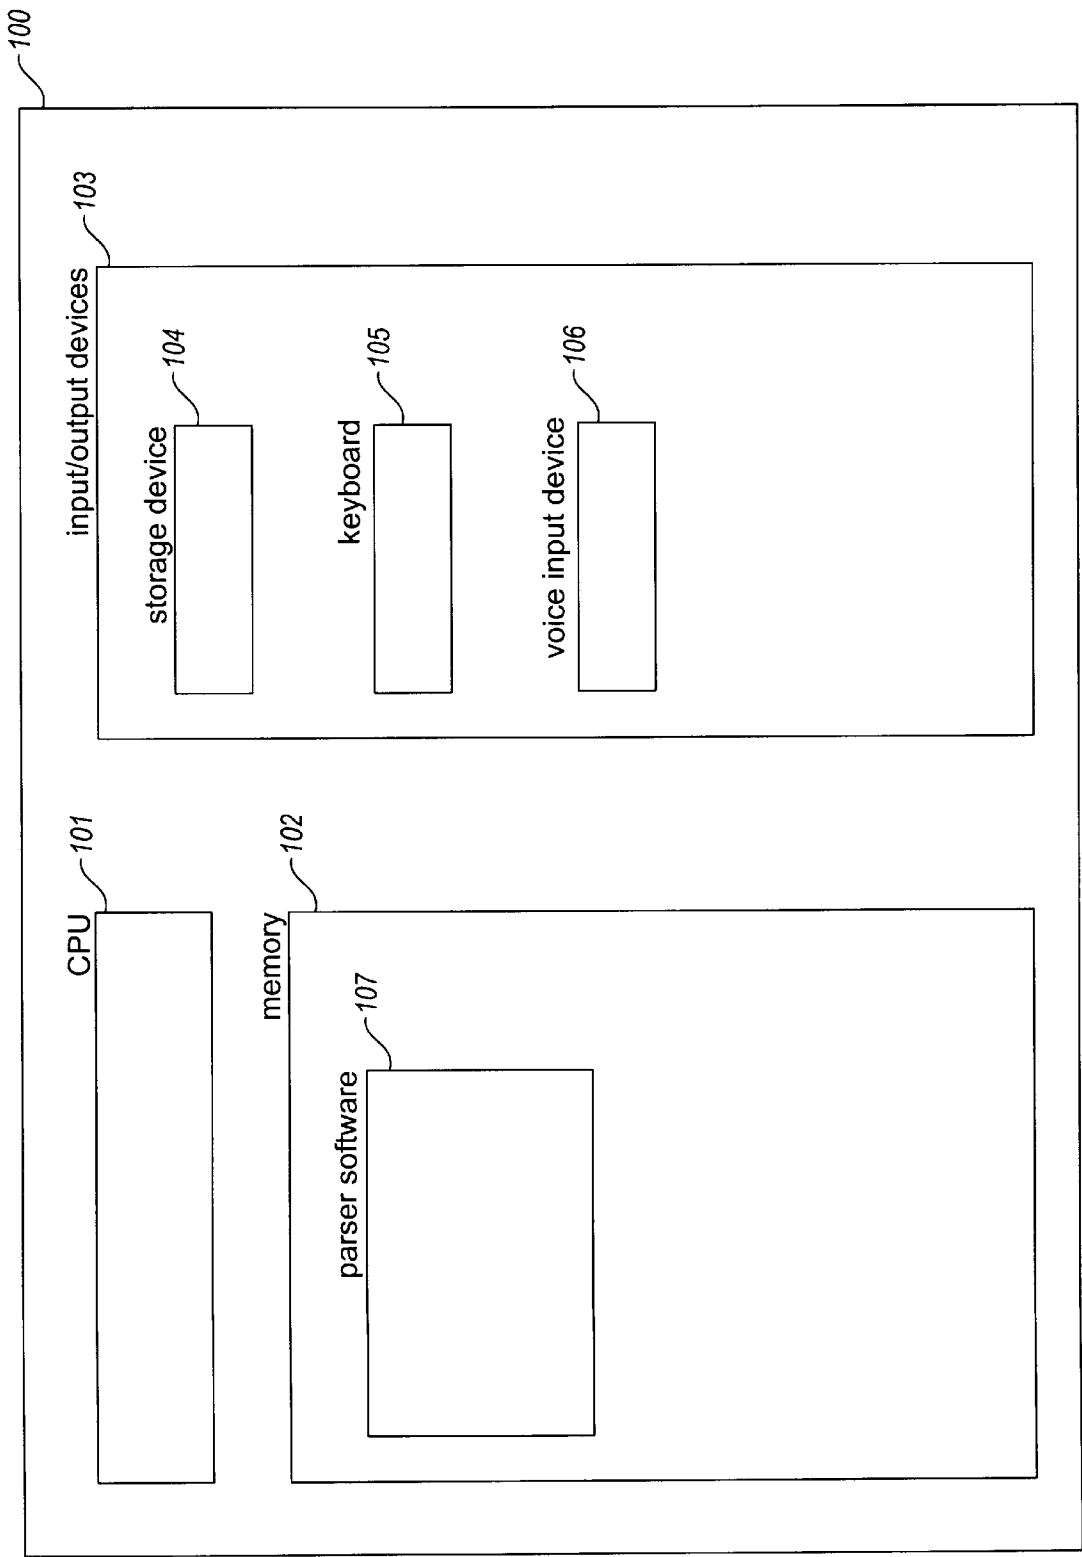 100
CPU
101
memory
102
parser software
107
input/output devices
103
storage device
104
keyboard
105
voice input device
106